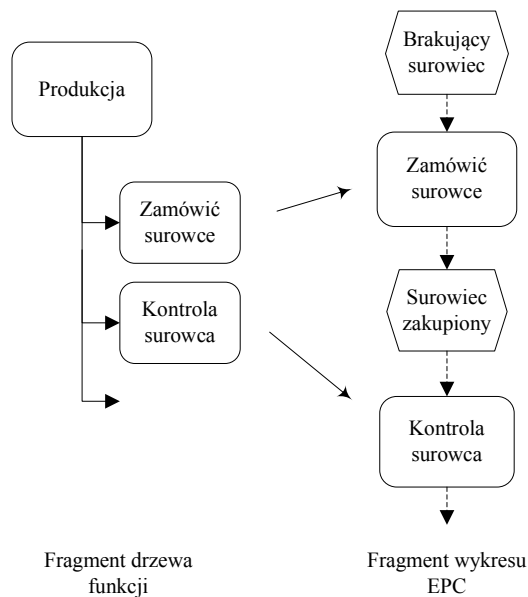 Produkcja
Zamówić
surowce
Kontrola
surowca
Fragment drzewa
funkcji
Brakujący
surowiec
Zamówić
surowce
Surowiec
zakupiony
Kontrola
surowca
Fragment wykresu
EPC